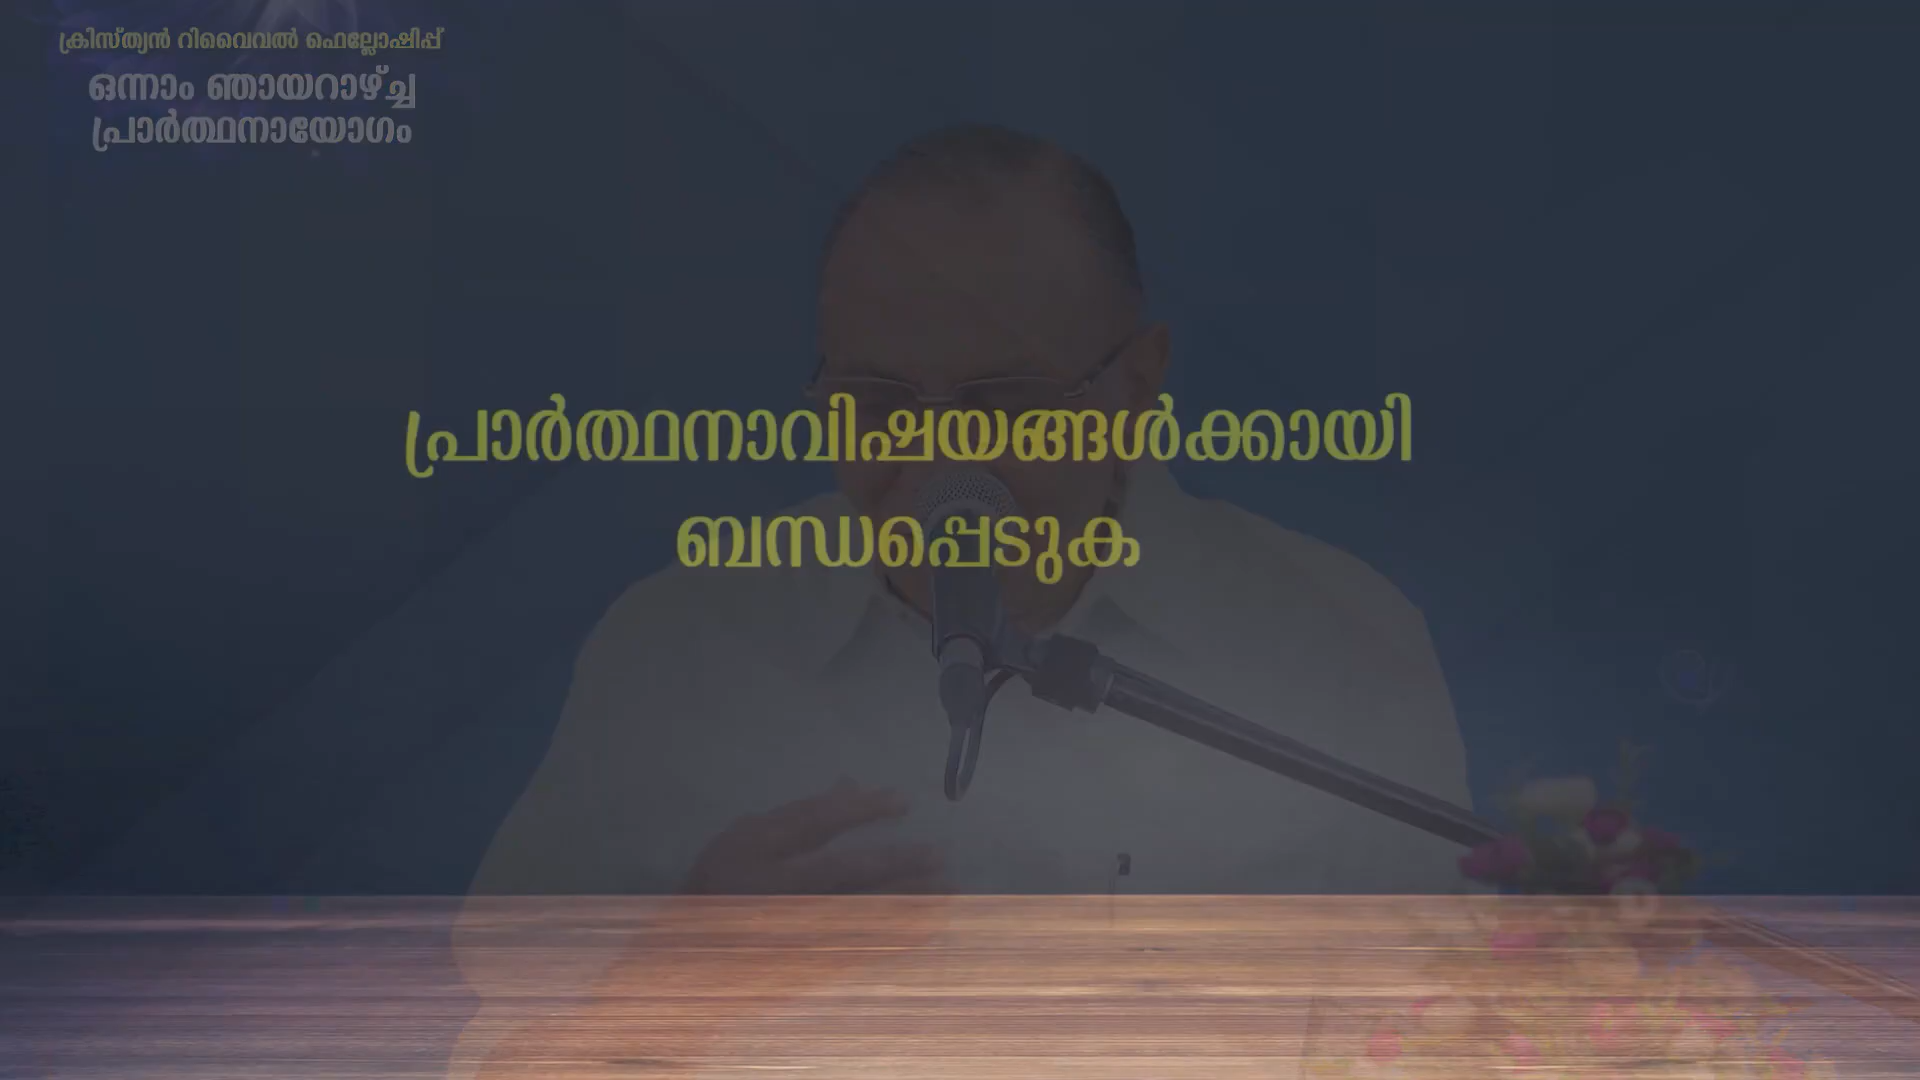 ക്രിസ്ത്യൻ റിവൈവൽ ഫെല്ലോഷിപ്പ്
ഒന്നാം ഞായറാഴ്ച്ച
പ്രാർത്ഥനായോഗം
പ്രാർത്ഥനാവിഷയങ്ങൾക്കായി
ബന്ധപ്പെടുക